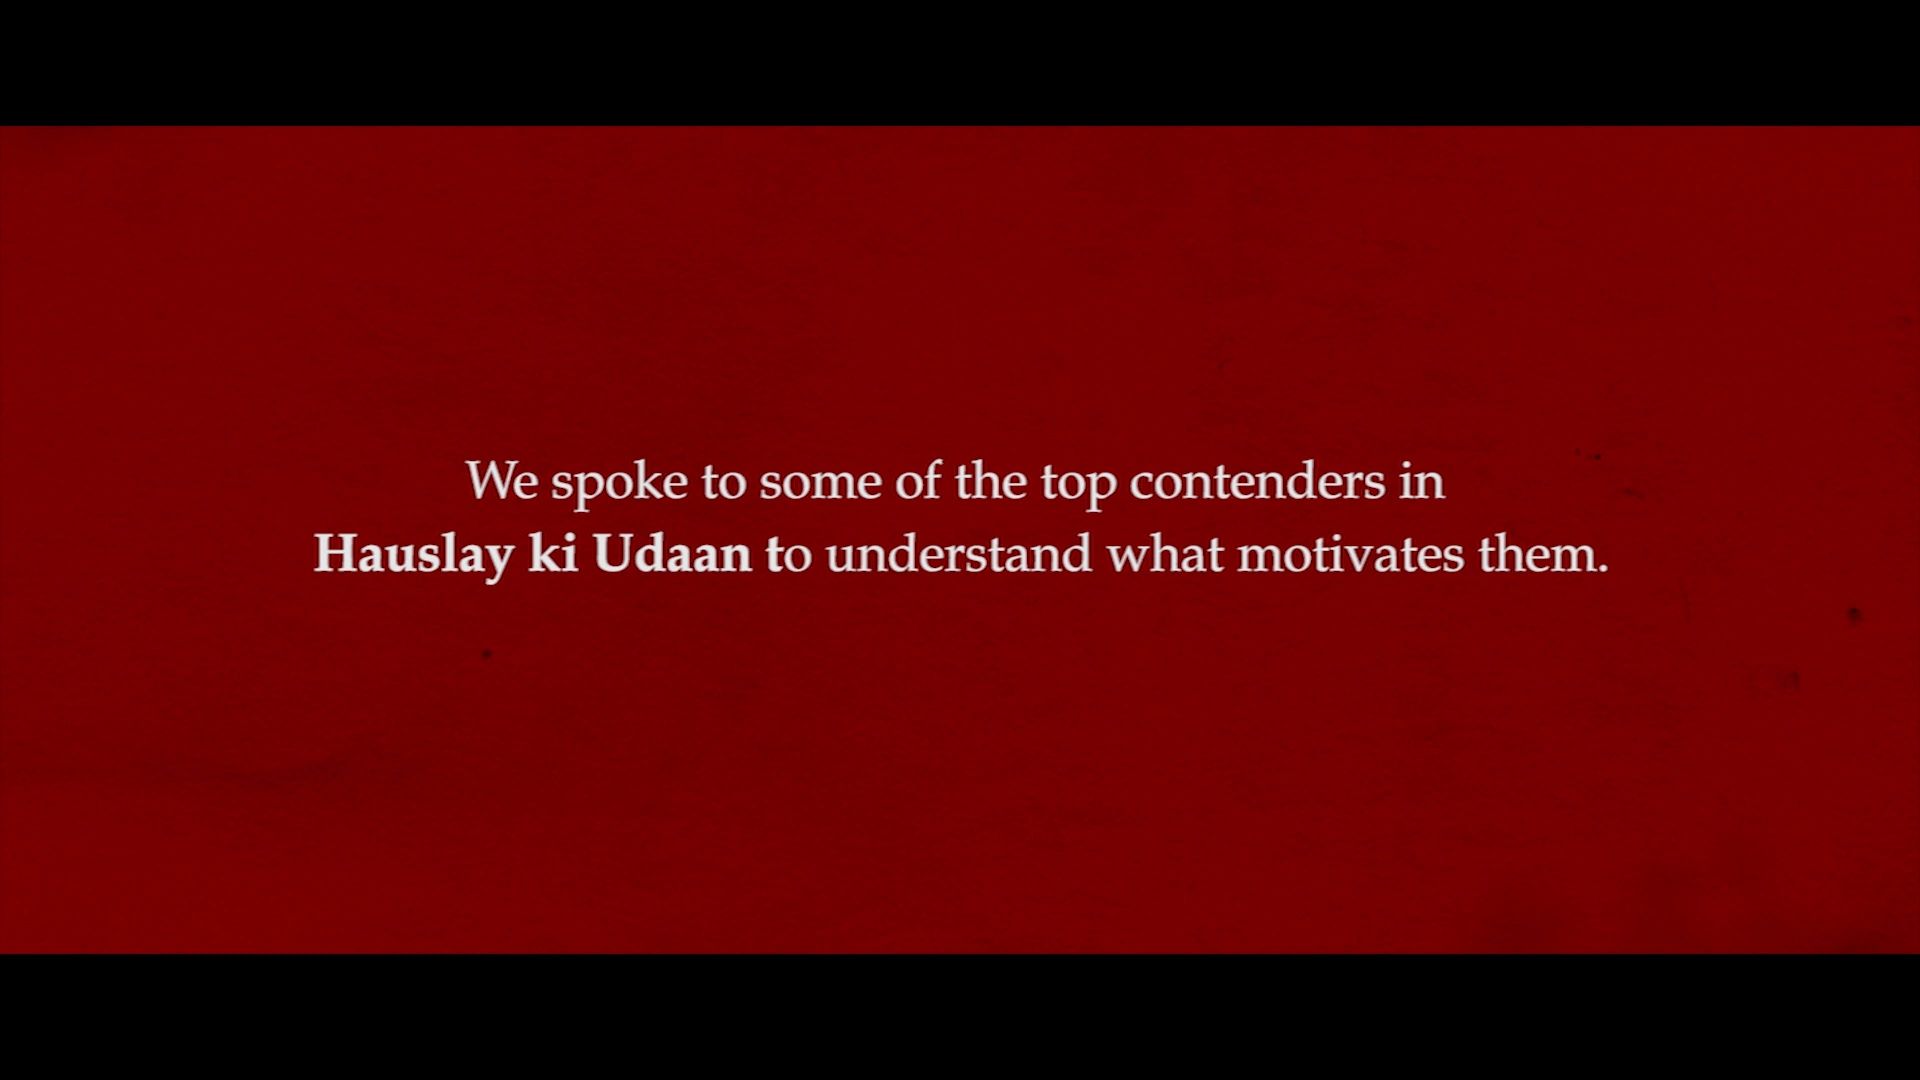 We spoke to some of the top contenders in
Hauslay ki Udaan to understand what motivates them.